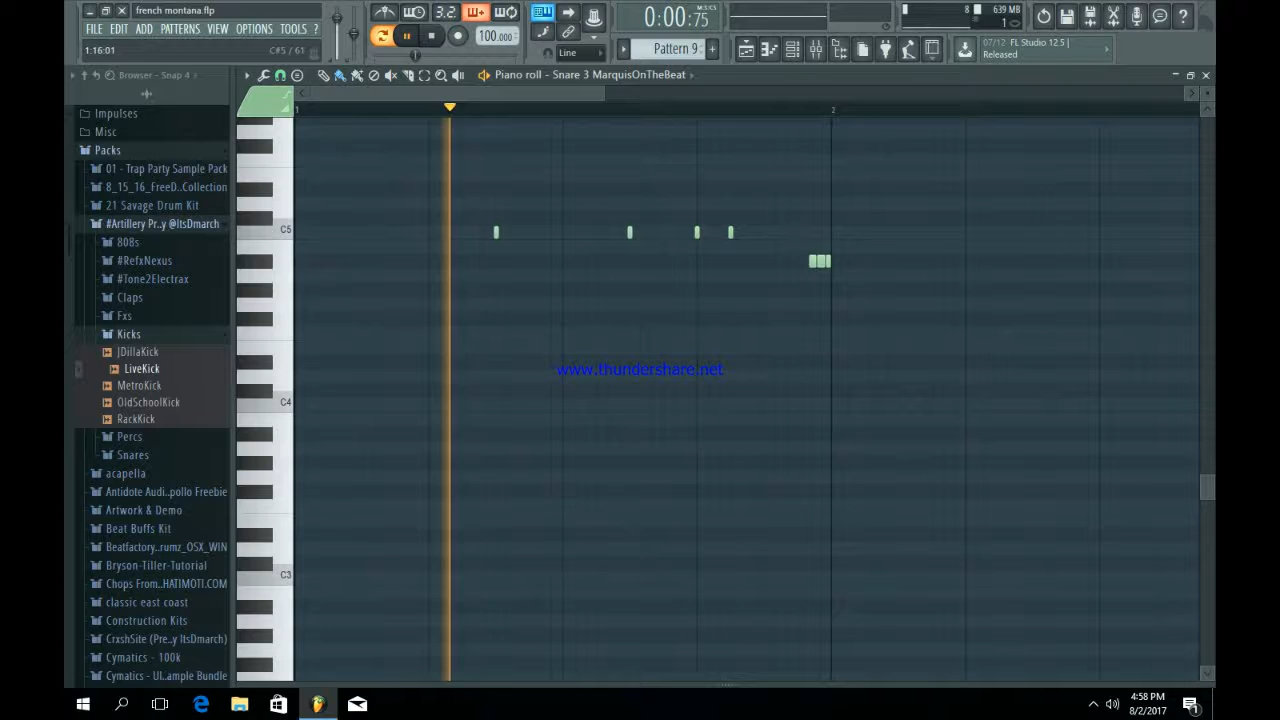 french montana.flp
FILE EDIT ADD PATTERNS VIEW OPTIONS TOOLS ?
1:16:01 C#5 / 61
3.2
100.000
0:00:75
M:S:CS
Line
Pattern 9
8
639 MB
1
07/12 FL Studio 12.5 |
Released
Browser - Snap 4
Piano roll - Snare 3 MarquisOnTheBeat
1 2
Impulses
Misc
Packs
01 - Trap Party Sample Pack
8_15_16_FreeD..Collection
21 Savage Drum Kit
#Artillery Pr..y @ItsDmarch
808s
#RefxNexus
#Tone2Electrax
Claps
Fxs
Kicks
JDillaKick
LiveKick
MetroKick
OldSchoolKick
RackKick
Percs
Snares
acapella
Antidote Audi..pollo Freebie
Artwork & Demo
Beat Buffs Kit
Beatfactory..rumz_OSX_WIN
Bryson-Tiller-Tutorial
Chops From..HATIMOTI.COM
classic east coast
Construction Kits
CrxshSite (Pre..y ItsDmarch)
Cymatics - 100k
Cymatics - Ul..ample Bundle
C5
C4
C3
www.thundershare.net
4:58 PM
8/2/2017
1